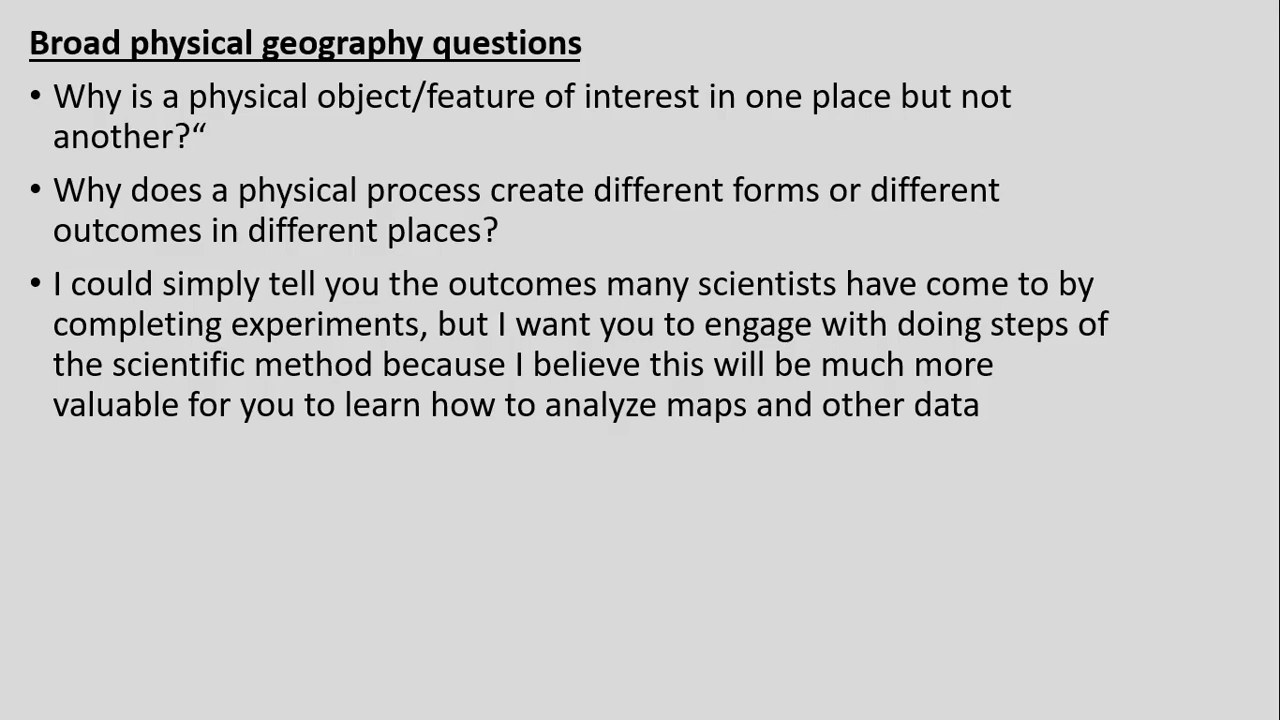 Broad physical geography questions
• Why is a physical object/feature of interest in one place but not
another?“
• Why does a physical process create different forms or different
outcomes in different places?
• I could simply tell you the outcomes many scientists have come to by
completing experiments, but I want you to engage with doing steps of
the scientific method because I believe this will be much more
valuable for you to learn how to analyze maps and other data